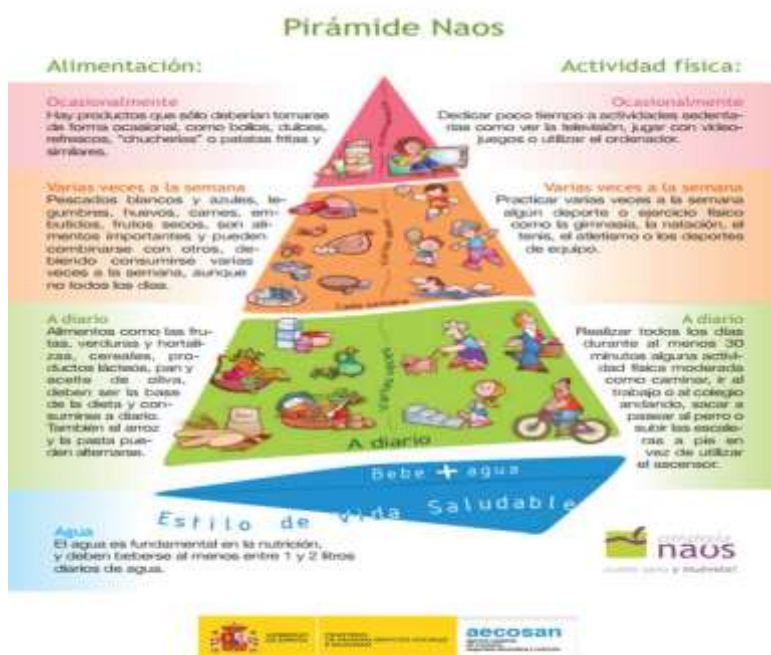 Pirámide Naos
Alimentación:
Actividad física:
Ocasionalmente
Hay productos que sólo deberían tomarse
de forma ocasional, como bollos, dulces,
refrescos, "chucherías" o patatas fritas y
similares.
Ocasionalmente
Dedicar poco tiempo a actividades sedenta-
rias como ver la televisión, jugar con video-
juegos o utilizar el ordenador.
Varias veces a la semana
Pescados blancos y azules, le-
gumbres, huevos, carnes, em-
butidos, frutos secos, son ali-
mentos importantes y pueden
combinarse con otros, de-
biendo consumirse varias
veces a la semana, aunque
no todos los días.
Varias veces a la semana
Practicar varias veces a la semana
algún deporte o ejercicio físico
como la gimnasia, la natación, el
tenis, el atletismo o los deportes
de equipo.
A diario
Alimentos como las fru-
tas, verduras y hortali-
zas, cereales, pro-
ductos lácteos, pan y
aceite de oliva,
deben ser la base
de la dieta y con-
sumirse a diario.
También el arroz
y la pasta pue-
den alternarse.
A diario
Realizar todos los días
durante al menos 30
minutos alguna activi-
dad física moderada
como caminar, ir al
trabajo o al colegio
andando, sacar a
pasear al perro o
subir las escale-
ras a pie en
vez de utilizar
el ascensor.
A diario
Bebe + agua
Estilo de Vida Saludable
Agua
El agua es fundamental en la nutrición,
y deben beberse al menos entre 1 y 2 litros
diarios de agua.
naos
y muévete!
GOBIERNO
DE ESPAÑA
MINISTERIO
DE SANIDAD, SERVICIOS SOCIALES
E IGUALDAD
aecosan